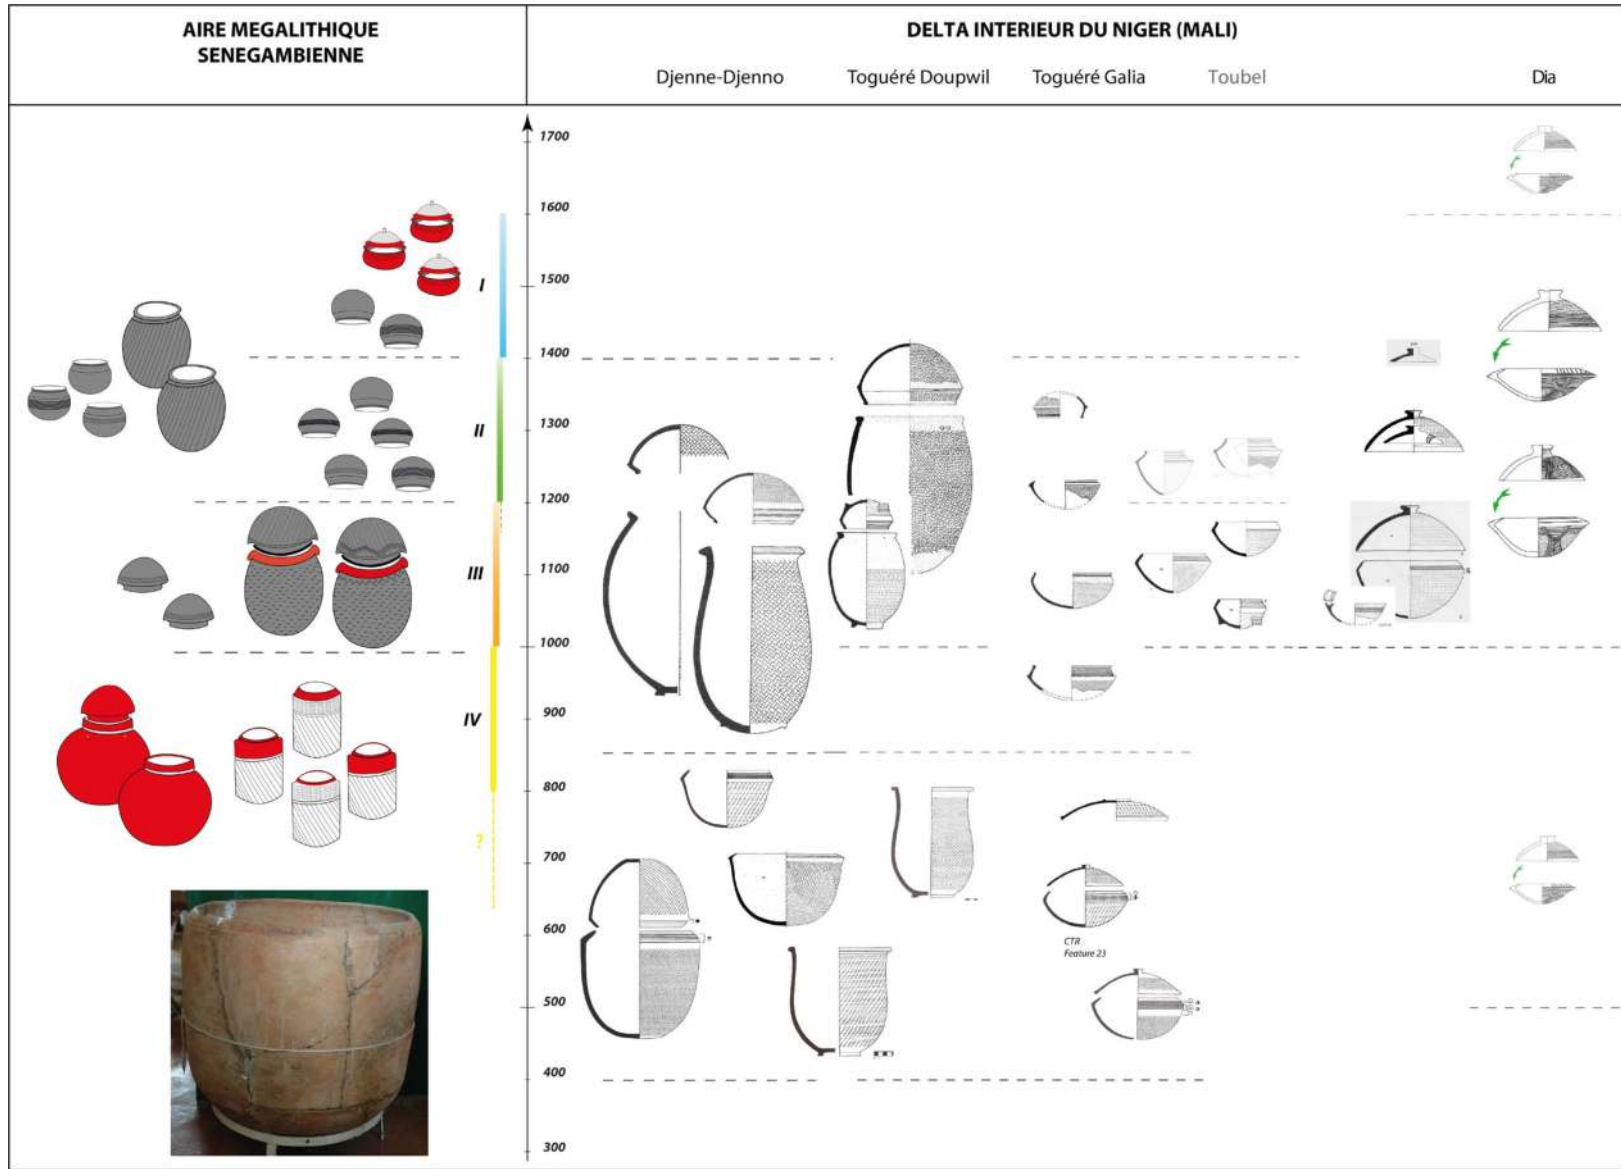 AIRE MEGALITHIQUE
SENEGAMBIENNE
DELTA INTERIEUR DU NIGER (MALI)
Djenne-Djenno
Toguéré Doupwil
Toguéré Galia
Toubel
Dia
1700
1600
1500
1400
1300
1200
1100
1000
900
800
700
600
500
400
300
I
II
III
IV
?
CTR
Feature 23